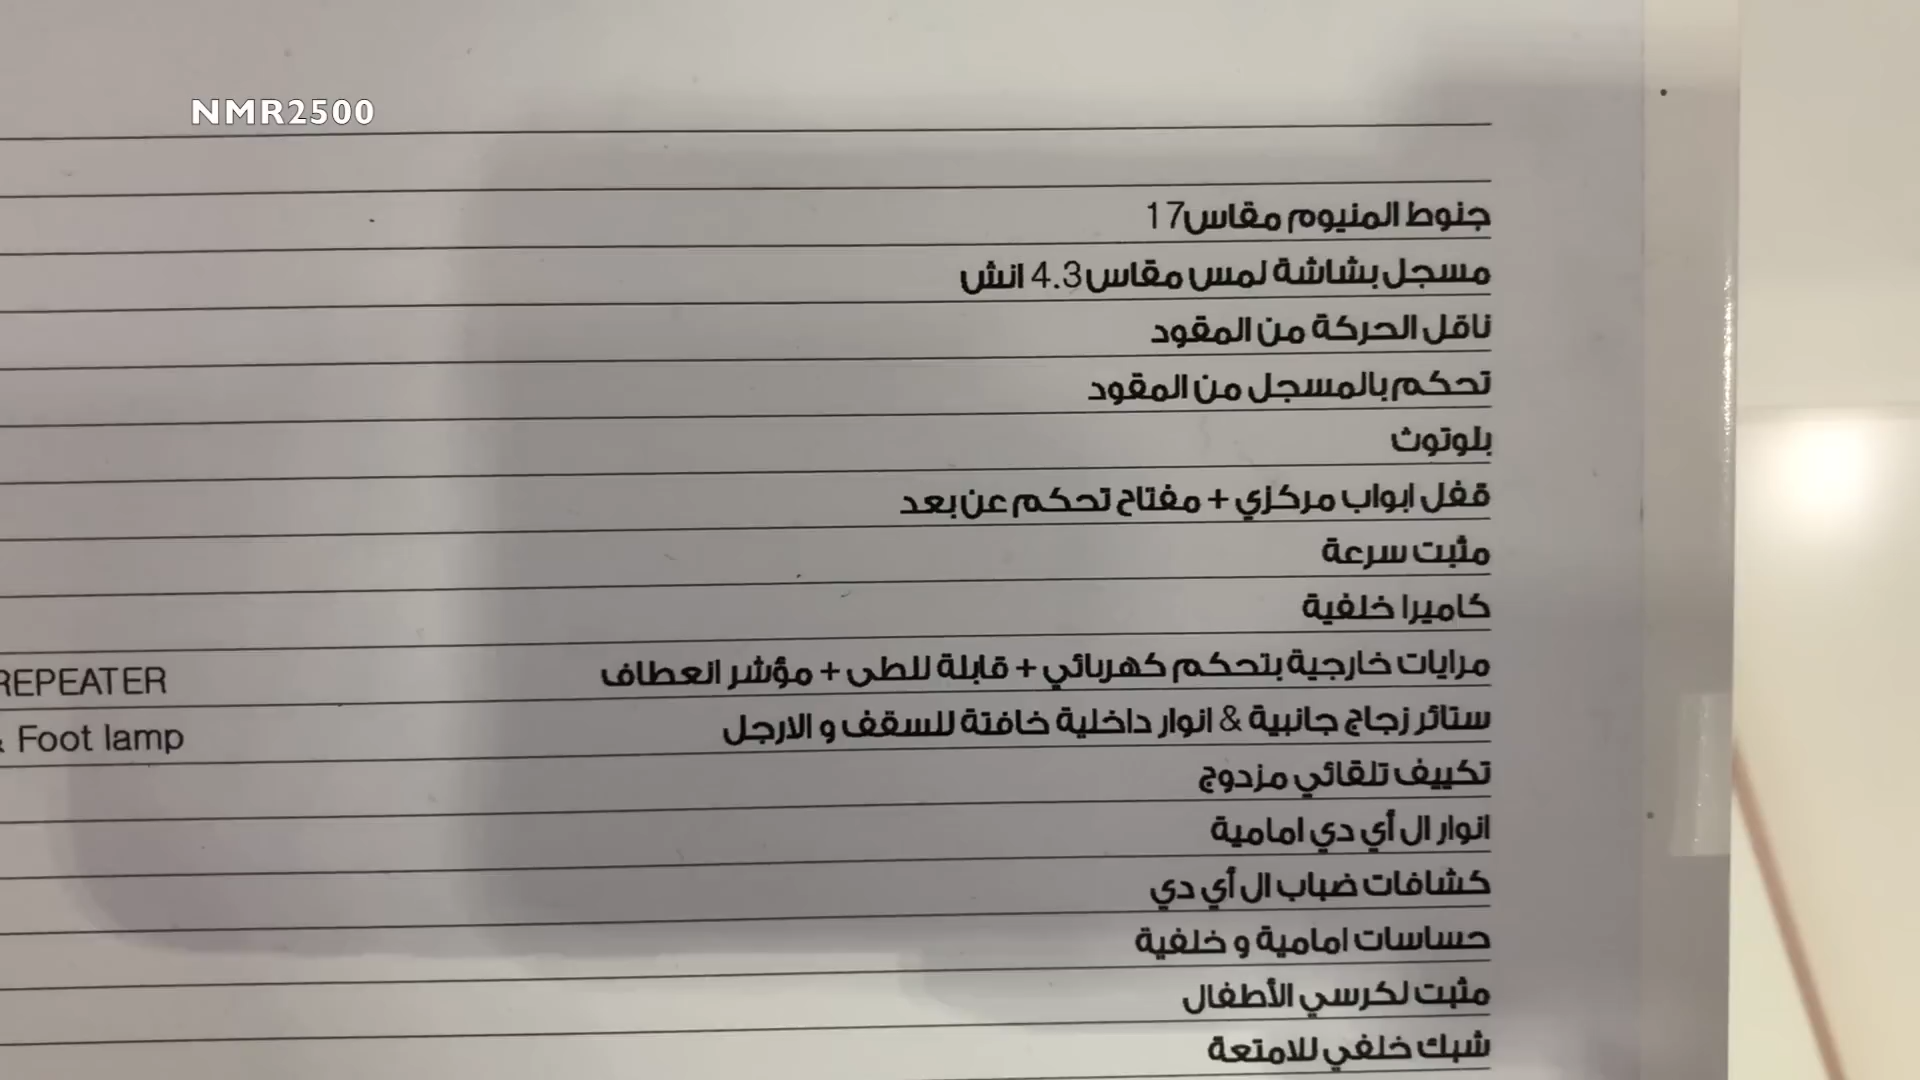 NMR2500
جنوط المنيوم مقاس17
مسجل بشاشة لمس مقاس4.3 انش
ناقل الحركة من المقود
تحكم بالمسجل من المقود
بلوتوث
قفل ابواب مركزي + مفتاح تحكم عن بعد
مثبت سرعة
كاميرا خلفية
مرايات خارجية بتحكم كهربائي + قابلة للطى + مؤشر انعطاف
REPEATER
ستائر زجاج جانبية & انوار داخلية خافتة للسقف و الارجل
& Foot lamp
تكييف تلقائي مزدوج
انوار ال أي دي امامية
كشافات ضباب ال أي دي
حساسات امامية و خلفية
مثبت لكرسي الأطفال
شبك خلفي للامتعة